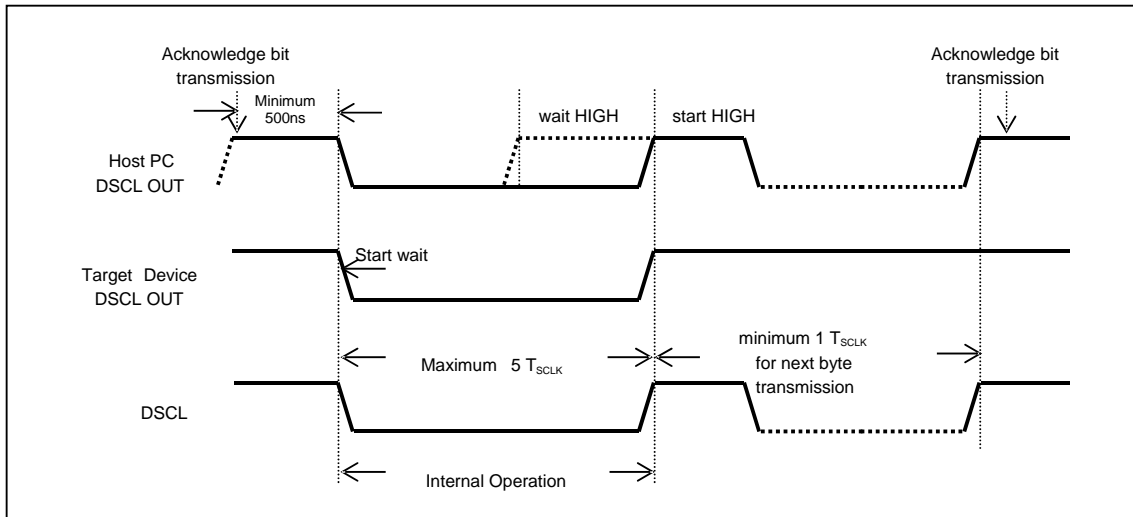 Acknowledge bit
transmission
Acknowledge bit
transmission
Minimum
500ns
wait HIGH
start HIGH
Host PC
DSCL OUT
Start wait
Target Device
DSCL OUT
Maximum 5 TSCLK
minimum 1 TSCLK
for next byte
transmission
DSCL
Internal Operation